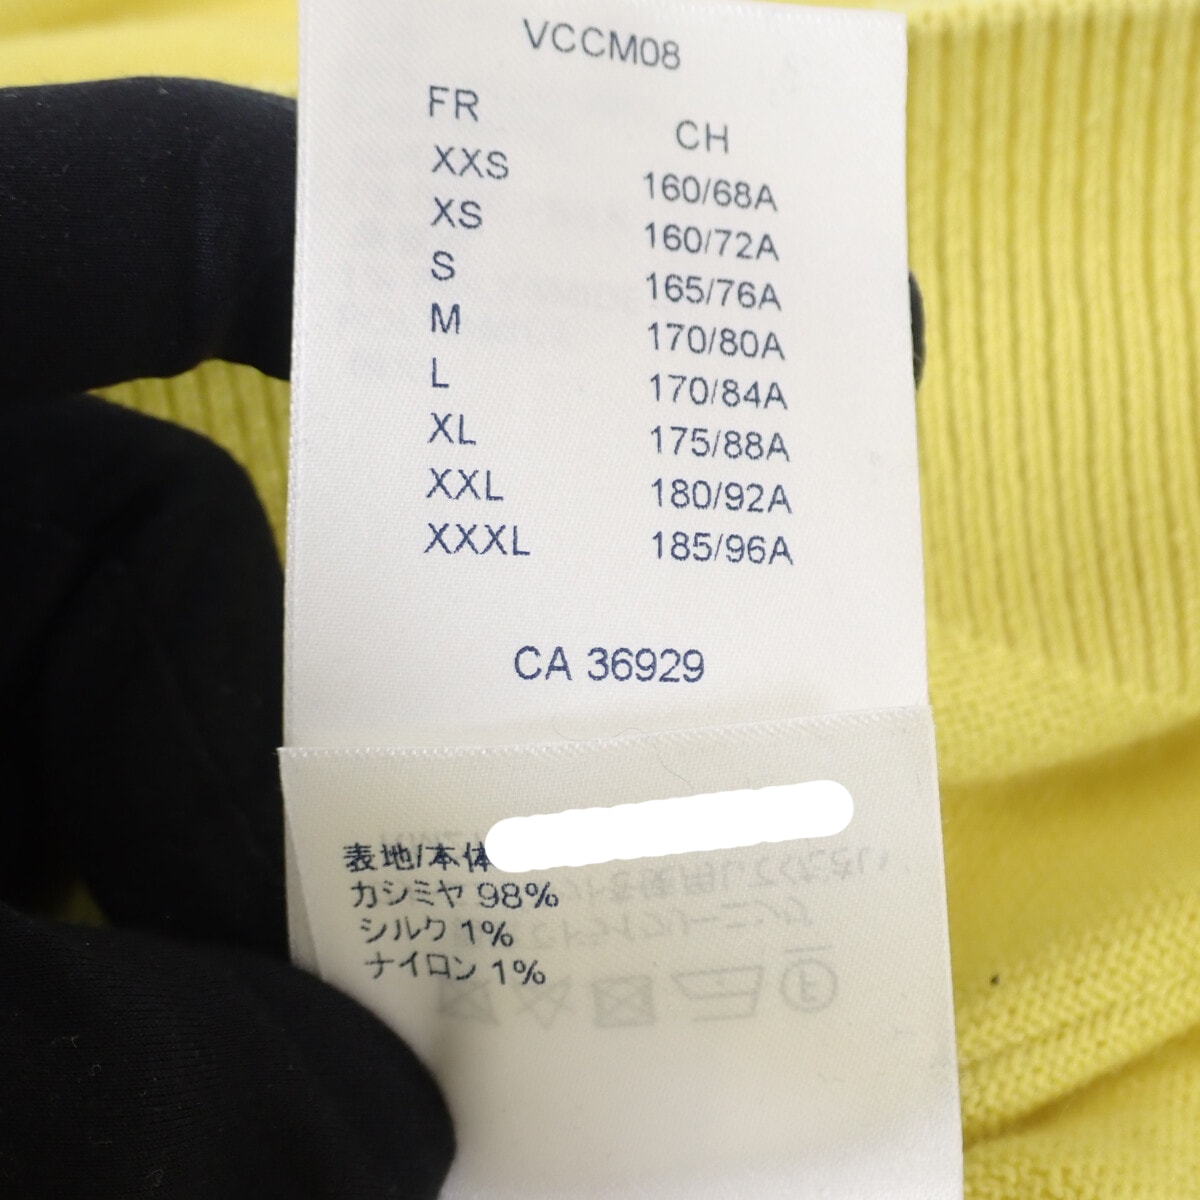 VCCM08
FR CH
XXS 160/68A
XS 160/72A
S 165/76A
M 170/80A
L 170/84A
XL 175/88A
XXL 180/92A
XXXL 185/96A
CA 36929
表地/本体
カシミヤ 98%
シルク 1%
ナイロン 1%